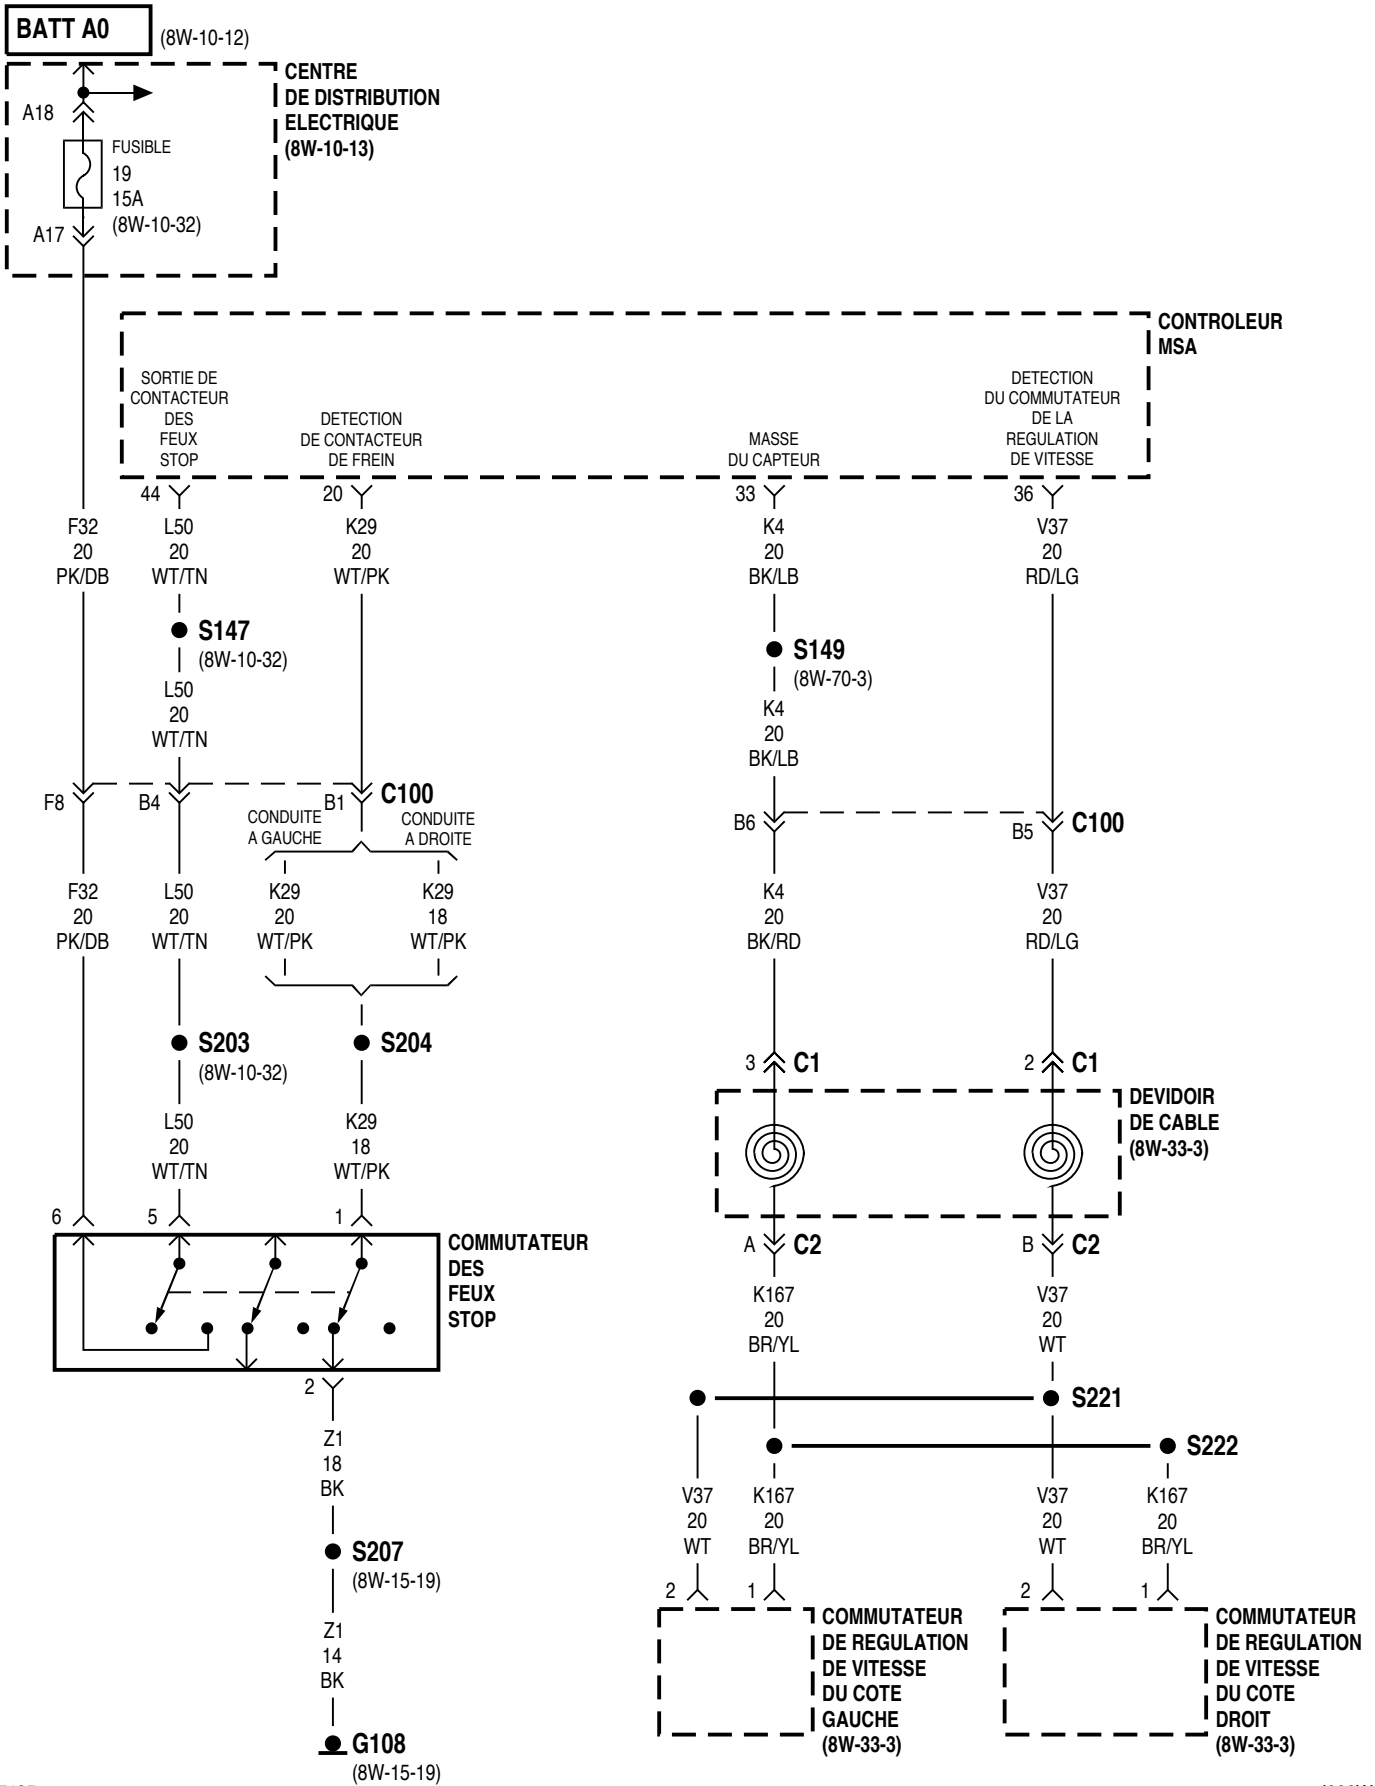 BATT A0
(8W-10-12)
CENTRE
DE DISTRIBUTION
ELECTRIQUE
(8W-10-13)
A18
FUSIBLE
19
15A
(8W-10-32)
A17
CONTROLEUR
MSA
SORTIE DE
CONTACTEUR
DES
FEUX
STOP
DETECTION
DE CONTACTEUR
DE FREIN
MASSE
DU CAPTEUR
DETECTION
DU COMMUTATEUR
DE LA
REGULATION
DE VITESSE
44
20
33
36
F32
20
PK/DB
L50
20
WT/TN
K29
20
WT/PK
K4
20
BK/LB
V37
20
RD/LG
S147
(8W-10-32)
S149
(8W-70-3)
L50
20
WT/TN
K4
20
BK/LB
F8
B4
B1
C100
B6
B5
C100
CONDUITE
A GAUCHE
CONDUITE
A DROITE
F32
20
PK/DB
L50
20
WT/TN
K29
20
WT/PK
K29
18
WT/PK
K4
20
BK/RD
V37
20
RD/LG
S203
(8W-10-32)
S204
3
C1
2
C1
L50
20
WT/TN
K29
18
WT/PK
DEVIDOIR
DE CABLE
(8W-33-3)
6
5
1
COMMUTATEUR
DES
FEUX
STOP
A
C2
B
C2
K167
20
BR/YL
V37
20
WT
2
S221
S222
Z1
18
BK
V37
20
WT
K167
20
BR/YL
V37
20
WT
K167
20
BR/YL
S207
(8W-15-19)
2
1
2
1
Z1
14
BK
COMMUTATEUR
DE REGULATION
DE VITESSE
DU COTE
GAUCHE
(8W-33-3)
COMMUTATEUR
DE REGULATION
DE VITESSE
DU COTE
DROIT
(8W-33-3)
G108
(8W-15-19)